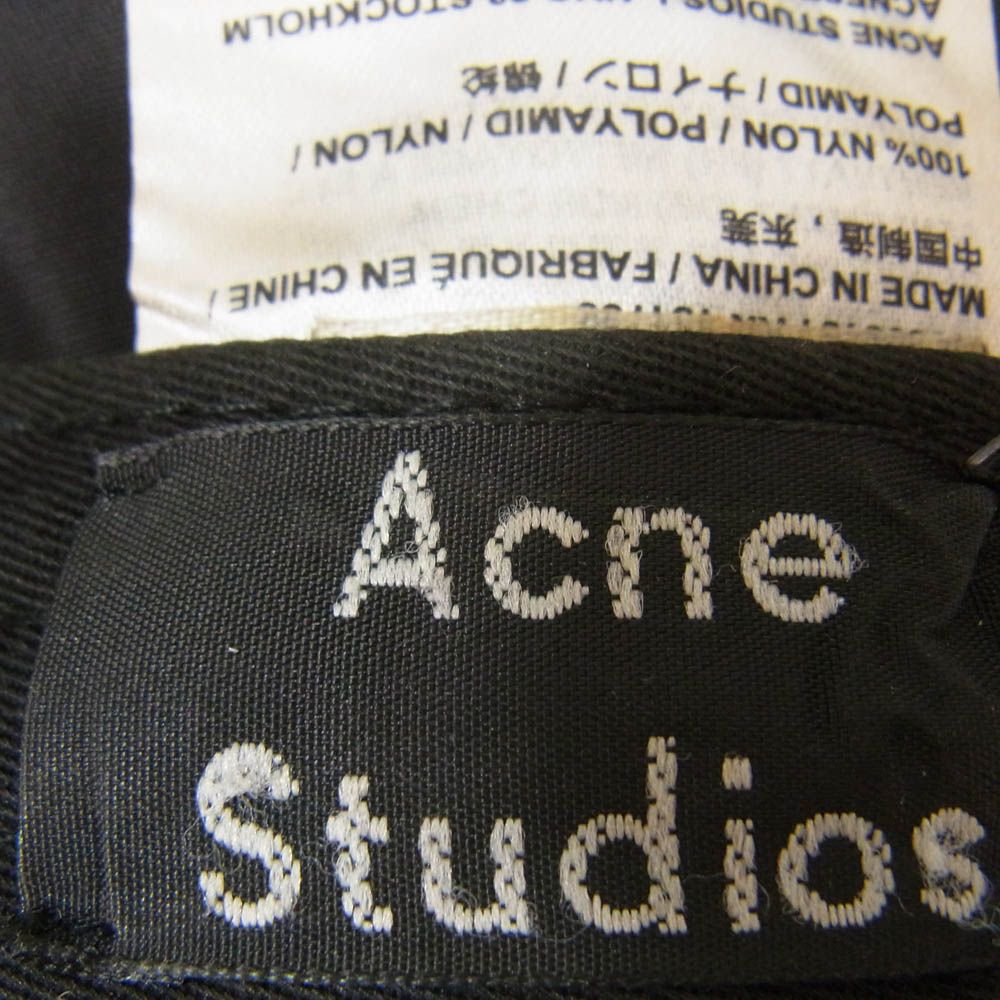 Acne
Studios
MADE IN CHINA / FABRIQUÉ EN CHINE /
中国制造，东莞
100% NYLON / POLYAMID / NYLON /
POLYAMID / ナイロン / 锦纶
ACNE STUDIOS
STOCKHOLM